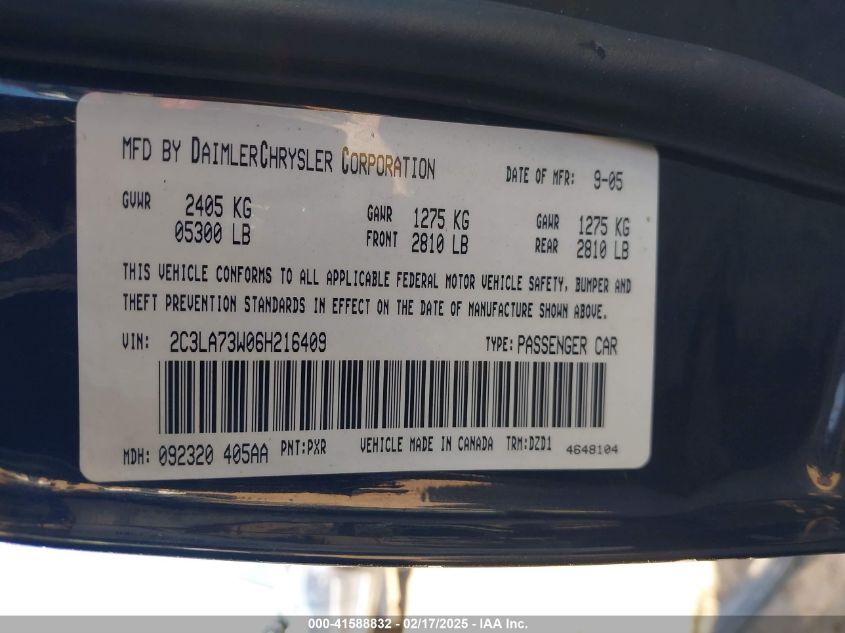 MFD BY DAIMLERCHRYSLER CORPORATION DATE OF MFR: 9-05
GVWR 2405 KG GAWR 1275 KG GAWR 1275 KG
05300 LB FRONT 2810 LB REAR 2810 LB
THIS VEHICLE CONFORMS TO ALL APPLICABLE FEDERAL MOTOR VEHICLE SAFETY, BUMPER AND
THEFT PREVENTION STANDARDS IN EFFECT ON THE DATE OF MANUFACTURE SHOWN ABOVE.
VIN: 2C3LA73W06H216409 TYPE: PASSENGER CAR
MDH: 092320 405AA PNT:PXR VEHICLE MADE IN CANADA TRM:DZD1 4648104
000-41588832 - 02/17/2025 - IAA Inc.